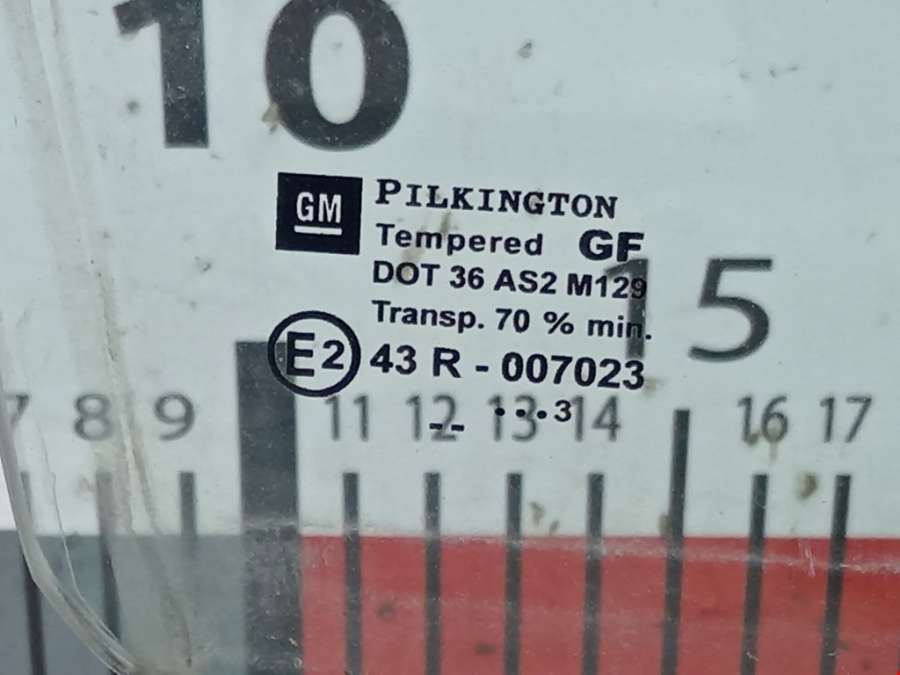 10
GM PILKINGTON
Tempered GF
DOT 36 AS2 M129
15
Transp. 70 % min.
E2 43 R - 007023
-- •••3
7 8 9 11 12 13 14 16 17